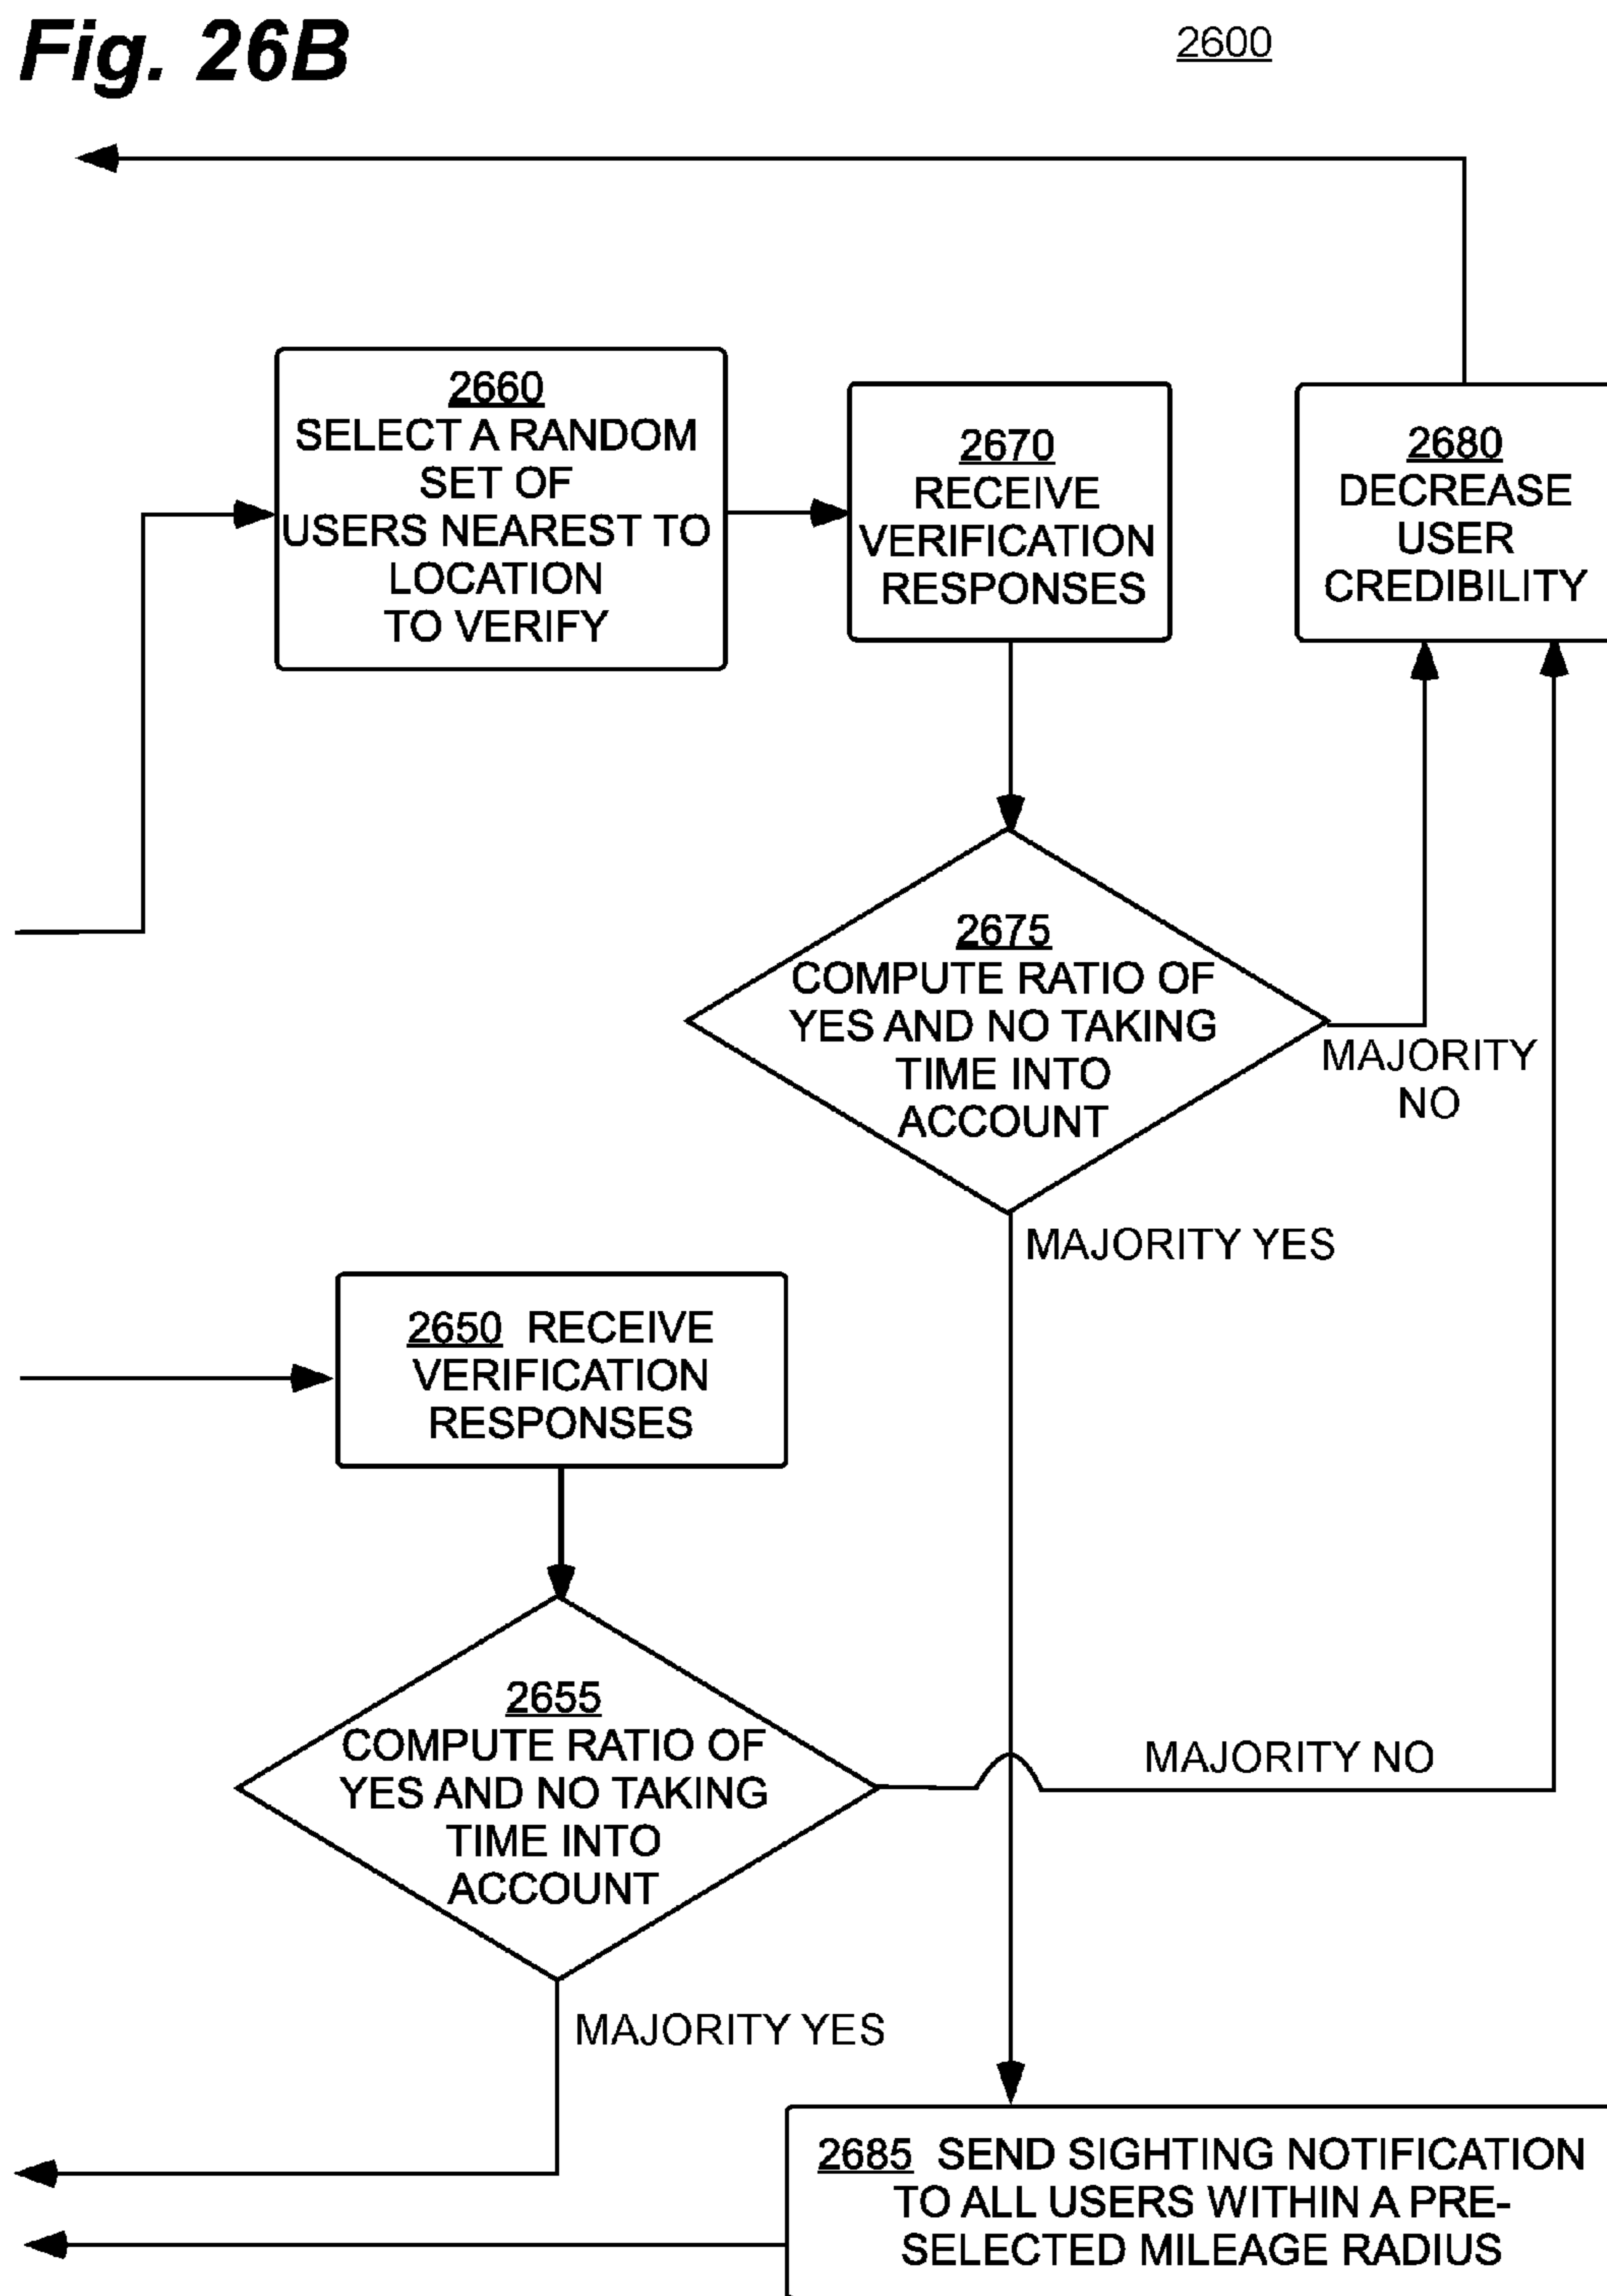 Fig. 26B
2600
2660
SELECT A RANDOM
SET OF
USERS NEAREST TO
LOCATION
TO VERIFY
2670
RECEIVE
VERIFICATION
RESPONSES
2680
DECREASE
USER
CREDIBILITY
2675
COMPUTE RATIO OF
YES AND NO TAKING
TIME INTO
ACCOUNT
MAJORITY
NO
MAJORITY YES
2650 RECEIVE
VERIFICATION
RESPONSES
2655
COMPUTE RATIO OF
YES AND NO TAKING
TIME INTO
ACCOUNT
MAJORITY NO
MAJORITY YES
2685 SEND SIGHTING NOTIFICATION
TO ALL USERS WITHIN A PRE-
SELECTED MILEAGE RADIUS